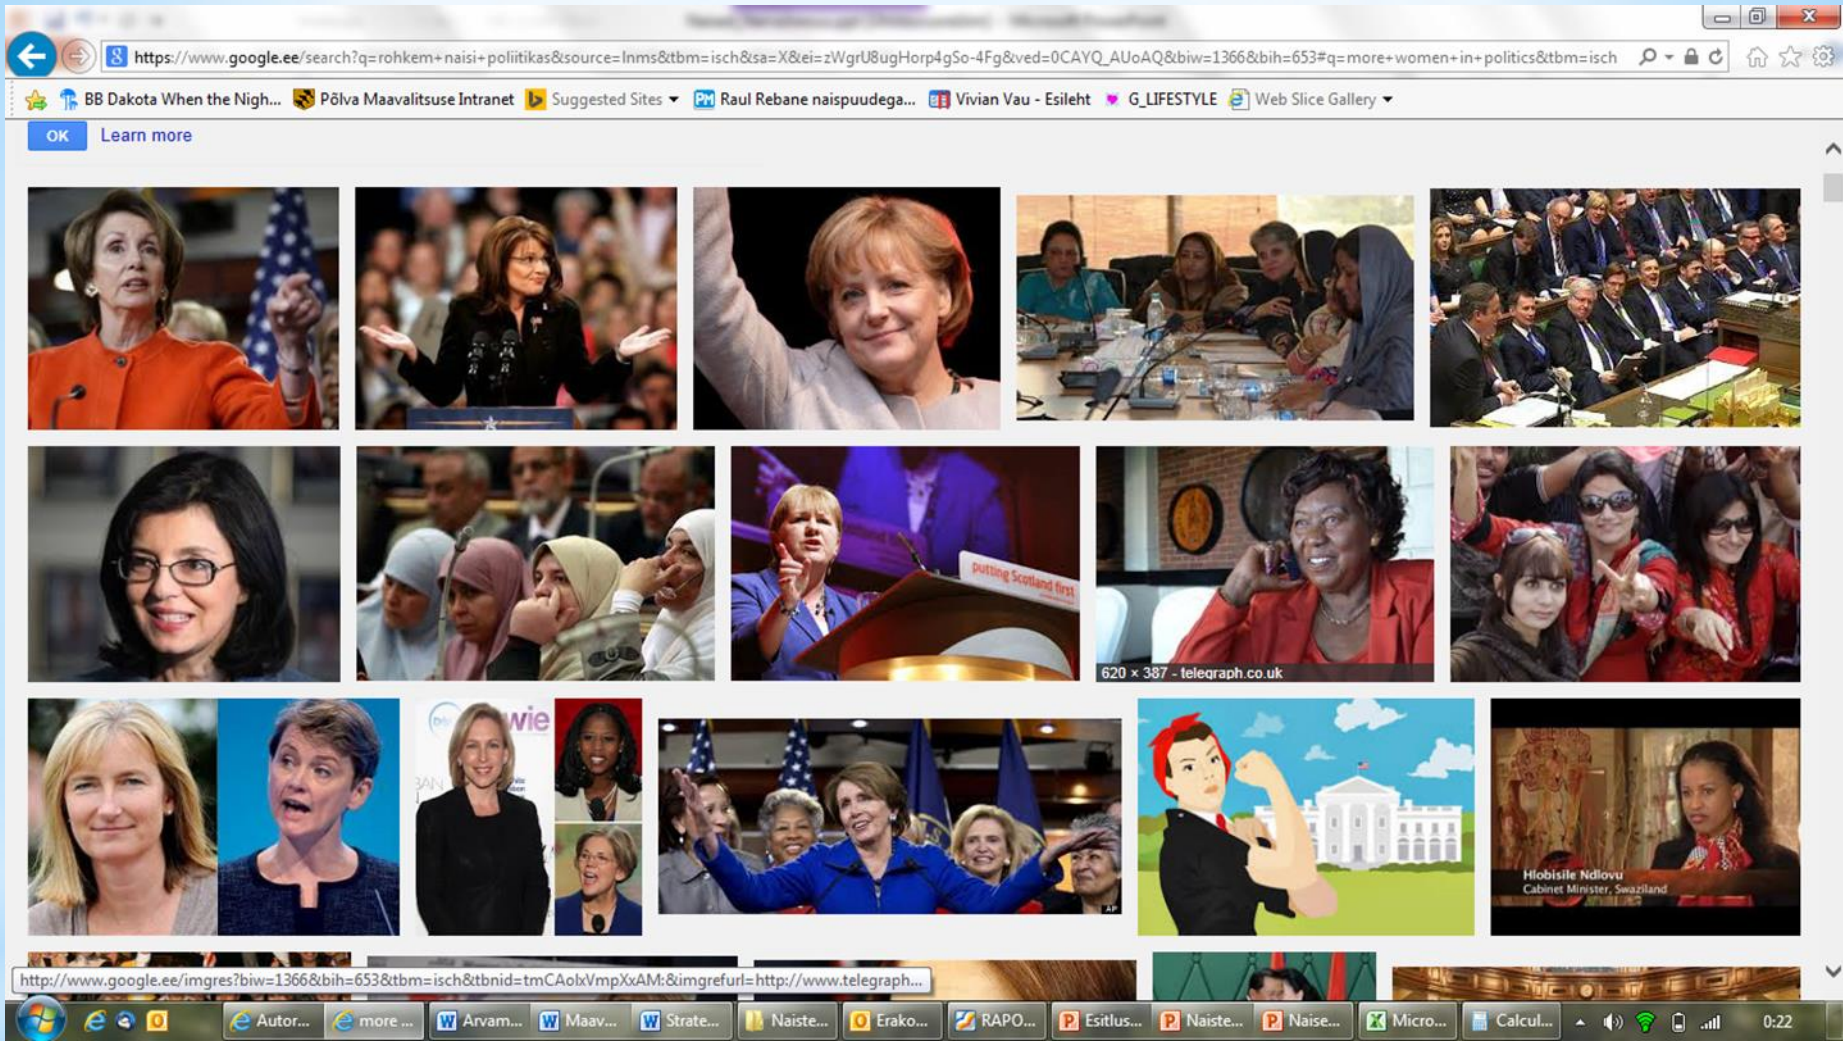 https://www.google.ee/search?q=rohkem+naisi+poliitikas&source=lnms&tbm=isch&sa=X&ei=zWgrU8ugHorp4gSo-4Fg&ved=0CAYQ_AUoAQ&biw=1366&bih=653#q=more+women+in+politics&tbm=isch
BB Dakota When the Nigh... Põlva Maavalitsuse Intranet Suggested Sites Raul Rebane naispuudega... Vivian Vau - Esileht G_LIFESTYLE Web Slice Gallery
OK Learn more
putting Scotland first
620 × 387 - telegraph.co.uk
wie
AP
Hlobisile Ndlovu
Cabinet Minister, Swaziland
http://www.google.ee/imgres?biw=1366&bih=653&tbm=isch&tbnid=tmCAolxVmpXxAM:&imgrefurl=http://www.telegraph...
Autor... more ... Arvam... Maav... Strate... Naiste... Erako... RAPO... Esitlus... Naiste... Naise... Micro... Calcul... 0:22